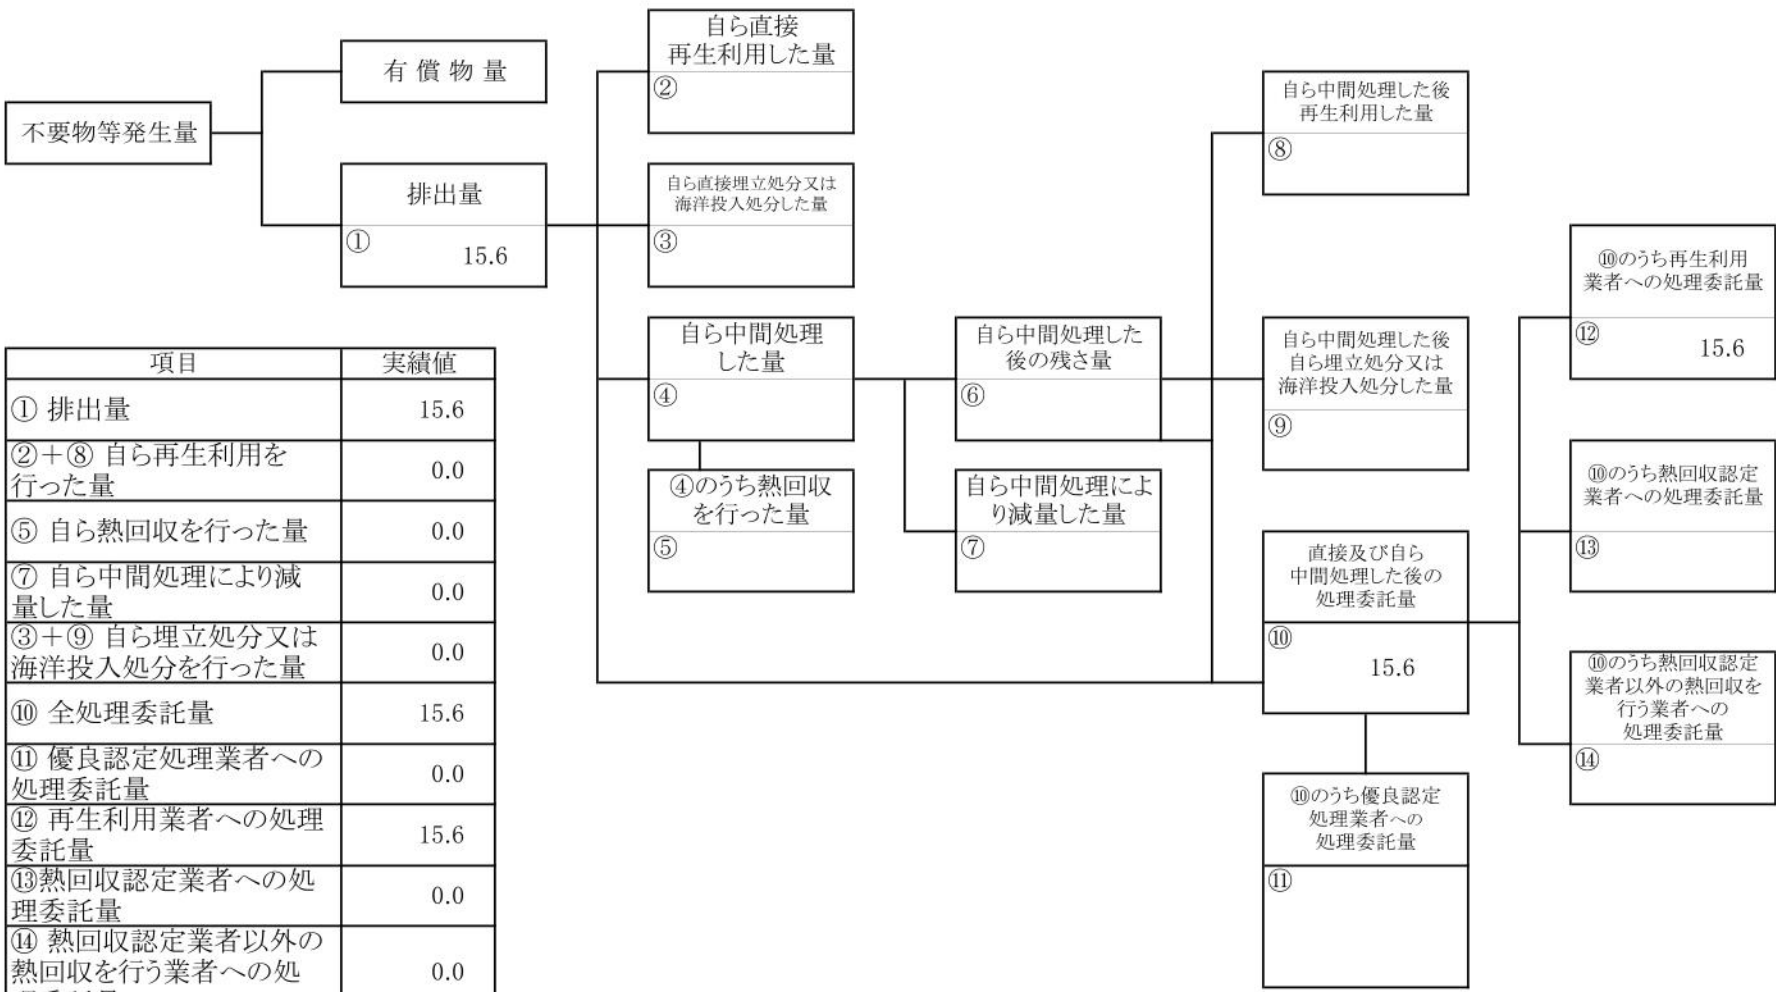 不要物等発生量
有償物量
排出量
①
15.6
自ら直接
再生利用した量
②
自ら直接埋立処分又は
海洋投入処分した量
③
自ら中間処理
した量
④
④のうち熱回収
を行った量
⑤
自ら中間処理した
後の残さ量
⑥
自ら中間処理によ
り減量した量
⑦
自ら中間処理した後
再生利用した量
⑧
自ら中間処理した後
自ら埋立処分又は
海洋投入処分した量
⑨
直接及び自ら
中間処理した後の
処理委託量
⑩
15.6
⑩のうち優良認定
処理業者への
処理委託量
⑪
⑩のうち再生利用
業者への処理委託量
⑫
15.6
⑩のうち熱回収認定
業者への処理委託量
⑬
⑩のうち熱回収認定
業者以外の熱回収を
行う業者への
処理委託量
⑭
項目 実績値
① 排出量 15.6
②＋⑧ 自ら再生利用を
行った量 0.0
⑤ 自ら熱回収を行った量 0.0
⑦ 自ら中間処理により減
量した量 0.0
③＋⑨ 自ら埋立処分又は
海洋投入処分を行った量 0.0
⑩ 全処理委託量 15.6
⑪ 優良認定処理業者への
処理委託量 0.0
⑫ 再生利用業者への処理
委託量 15.6
⑬熱回収認定業者への処
理委託量 0.0
⑭ 熱回収認定業者以外の
熱回収を行う業者への処 0.0